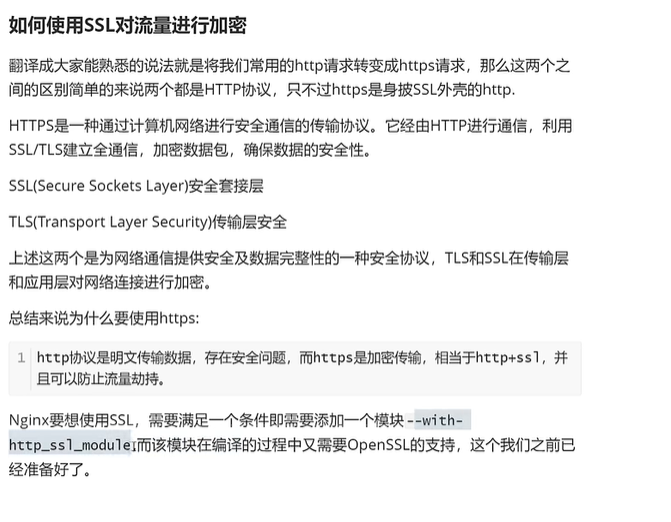 如何使用SSL对流量进行加密
翻译成大家能熟悉的说法就是将我们常用的http请求转变成https请求，那么这两个之
间的区别简单的来说两个都是HTTP协议，只不过https是身披SSL外壳的http.
HTTPS是一种通过计算机网络进行安全通信的传输协议。它经由HTTP进行通信，利用
SSL/TLS建立全通信，加密数据包，确保数据的安全性。
SSL(Secure Sockets Layer)安全套接层
TLS(Transport Layer Security)传输层安全
上述这两个是为网络通信提供安全及数据完整性的一种安全协议，TLS和SSL在传输层
和应用层对网络连接进行加密。
总结来说为什么要使用https:
1 http协议是明文传输数据，存在安全问题，而https是加密传输，相当于http+ssl，并
且可以防止流量劫持。
Nginx要想使用SSL，需要满足一个条件即需要添加一个模块--with-
http_ssl_module,而该模块在编译的过程中又需要OpenSSL的支持，这个我们之前已
经准备好了。